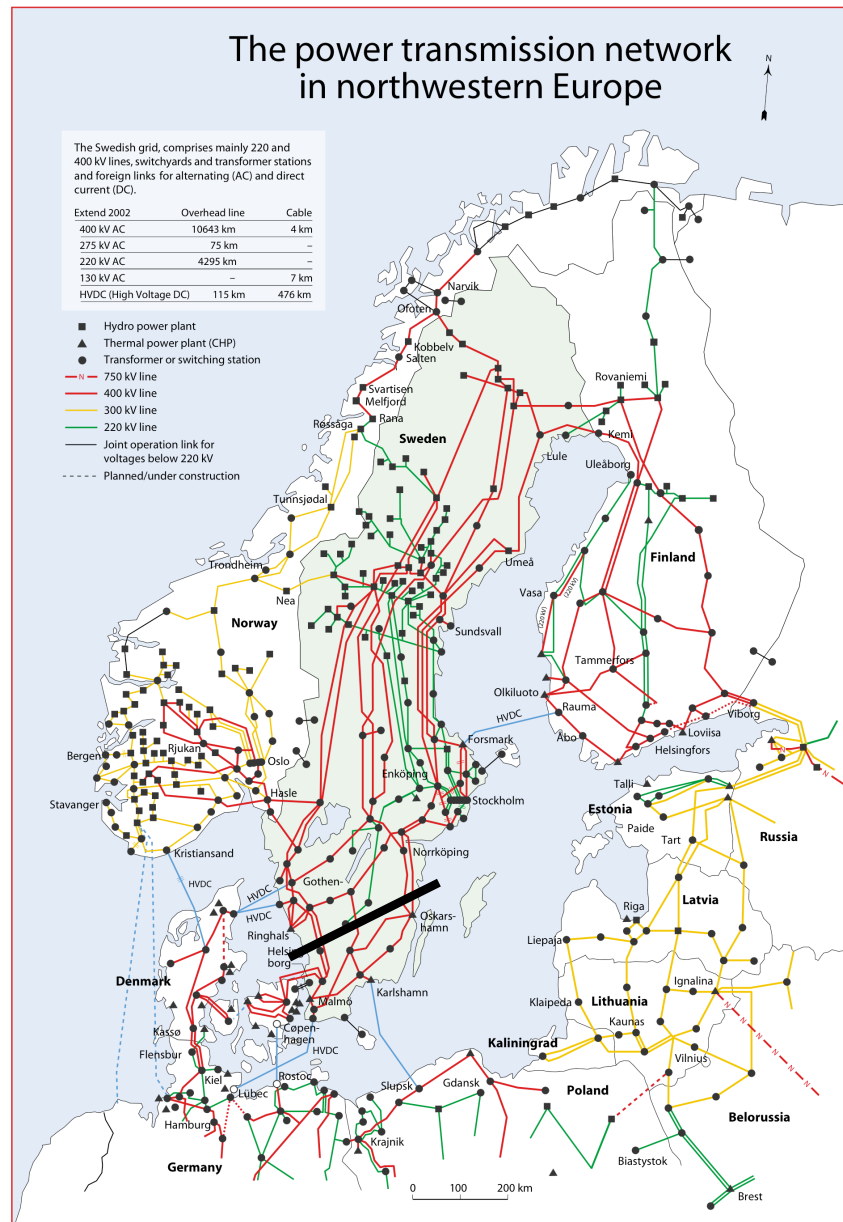 The power transmission network
in northwestern Europe
N
The Swedish grid, comprises mainly 220 and
400 kV lines, switchyards and transformer stations
and foreign links for alternating (AC) and direct
current (DC).
Extend 2002 Overhead line Cable
400 kV AC 10643 km 4 km
275 kV AC 75 km –
220 kV AC 4295 km –
130 kV AC – 7 km
HVDC (High Voltage DC) 115 km 476 km
Hydro power plant
Thermal power plant (CHP)
Transformer or switching station
N 750 kV line
400 kV line
300 kV line
220 kV line
Joint operation link for
voltages below 220 kV
Planned/under construction
Narvik
Ofoten
Kobbelv
Salten
Svartisen
Melfjord
Rana
Røssåga
Rovaniemi
Sweden
Kemi
Lule
Uleåborg
Tunnsjødal
Trondheim
Umeå
Finland
Nea
Vasa
(220 kV)
(220 kV)
Norway
Sundsvall
Tammerfors
Olkiluoto
Rauma
HVDC
Viborg
Rjukan
Forsmark
Åbo
Loviisa
Helsingfors
N
Bergen
Oslo
Enköping
N
Talli
Hasle
Stockholm
Stavanger
Estonia
Paide
Russia
Tart
Kristiansand
Norrköping
HVDC
Gothen-
HVDC
HVDC
Latvia
Riga
Oskars-
hamn
Ringhals
Helsing
borg
Liepaja
Denmark
Karlshamn
Ignalina
Klaipeda
Lithuania
Malmö
Kaunas
Kassø
Cøpen-
hagen
Kaliningrad
N
N
N
N
N
N
Flensbur
HVDC
Vilnius
Kiel
Rostoc
Slupsk
Gdansk
Lübec
Poland
Belorussia
Hamburg
Krajnik
Germany
Biastystok
Brest
0 100 200 km